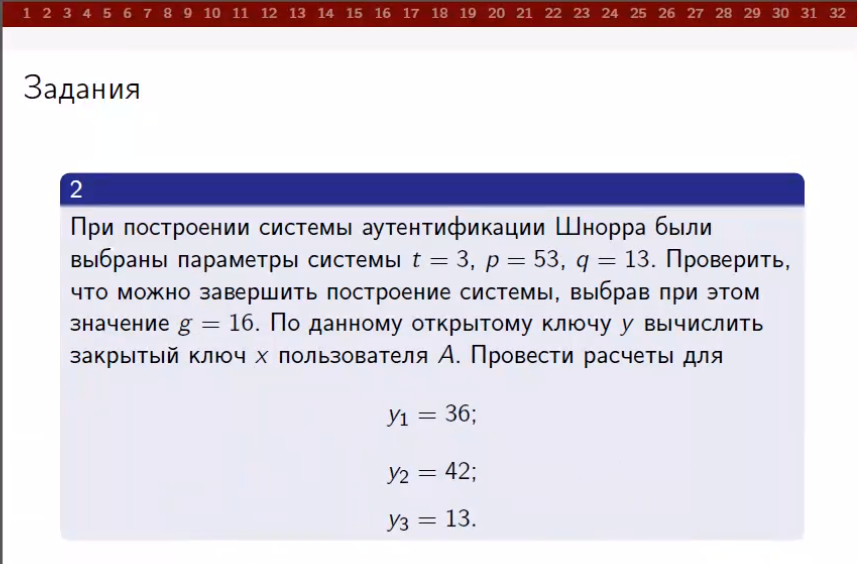 1 2 3 4 5 6 7 8 9 10 11 12 13 14 15 16 17 18 19 20 21 22 23 24 25 26 27 28 29 30 31 32
Задания
2
При построении системы аутентификации Шнорра были
выбраны параметры системы t = 3, p = 53, q = 13. Проверить,
что можно завершить построение системы, выбрав при этом
значение g = 16. По данному открытому ключу y вычислить
закрытый ключ x пользователя A. Провести расчеты для
y₁ = 36;
y₂ = 42;
y₃ = 13.